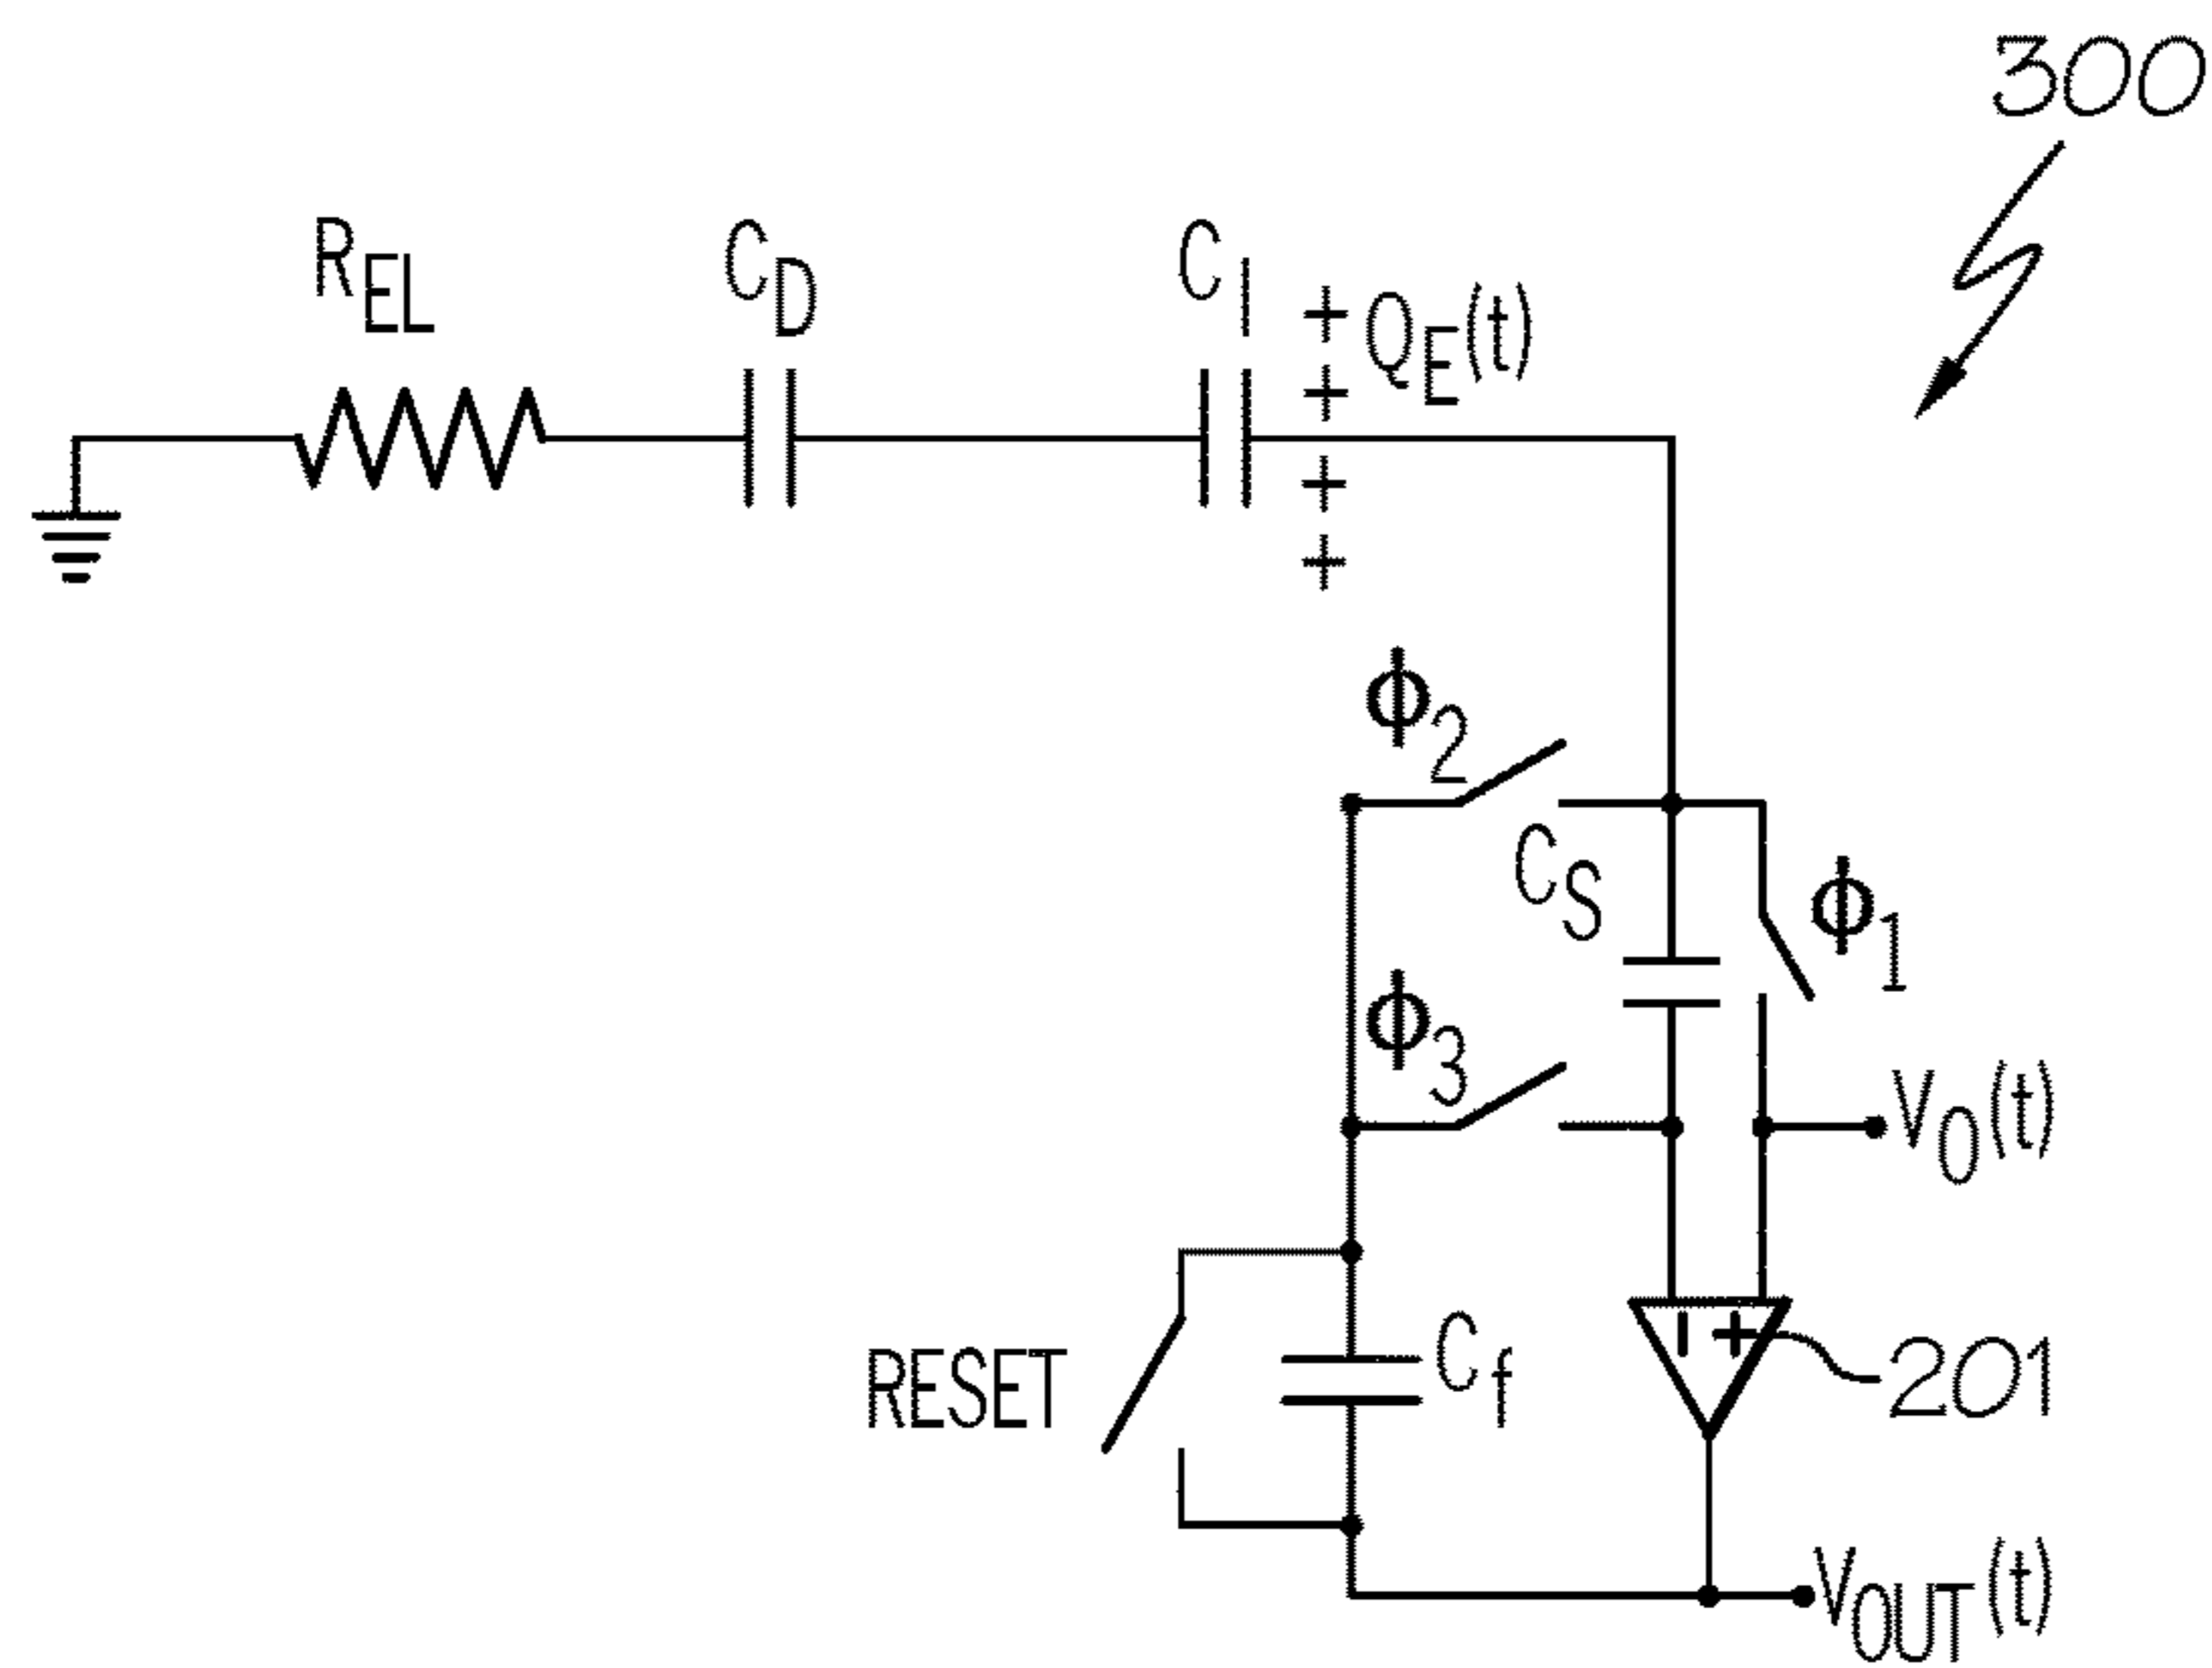 300
R_EL
C_D
C_I
+ Q_E(t)
+
+
+
ϕ_2
C_S
ϕ_1
ϕ_3
V_O(t)
RESET
C_f
− +
201
V_OUT(t)